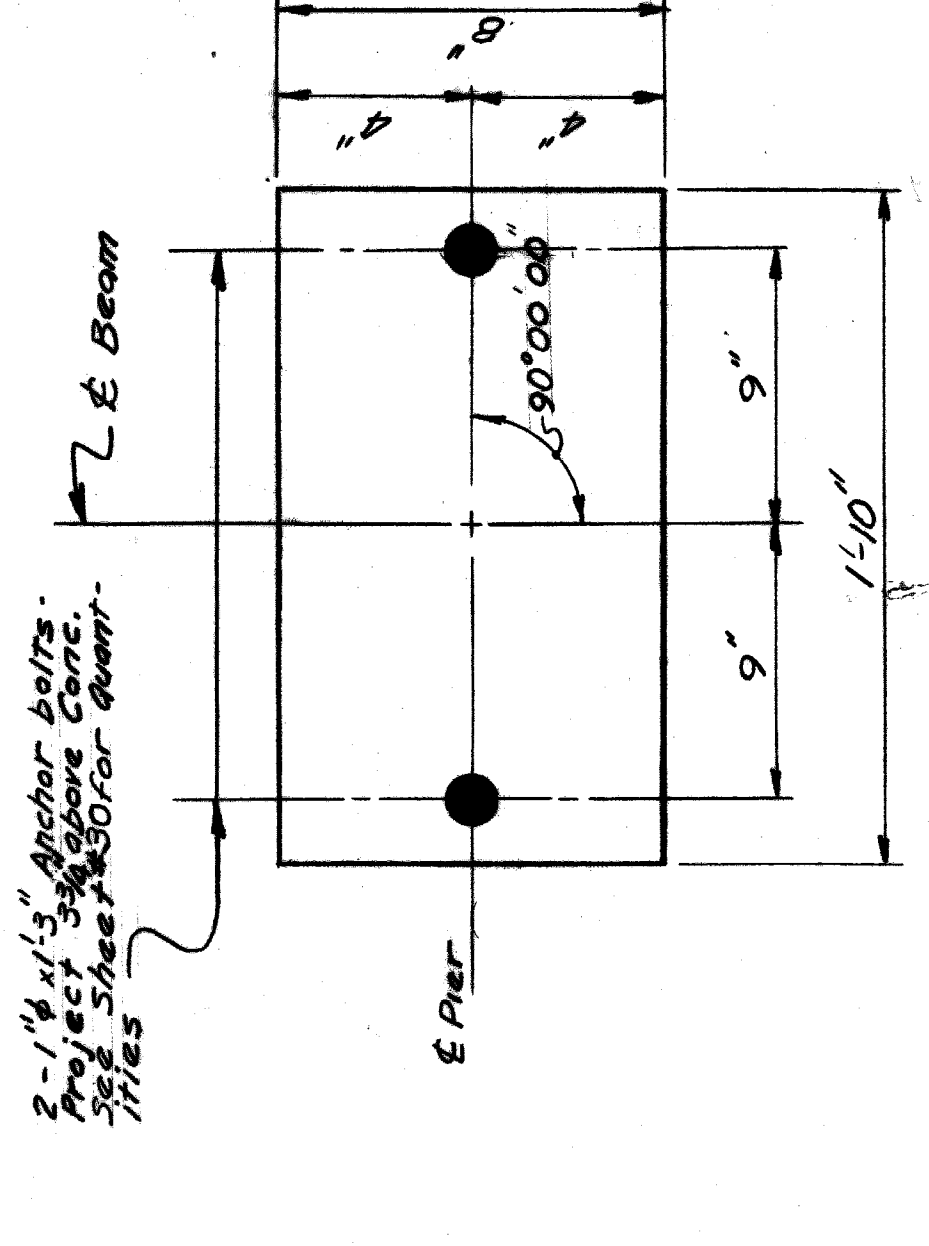 2-1"ϕ x1'-3" Anchor bolts-
Project 3¾" above Conc.
See Sheet #30 for quant-
ities
℄ Beam
℄ Pier
90°00'00"
4"
4"
8"
9"
9"
1'-10"